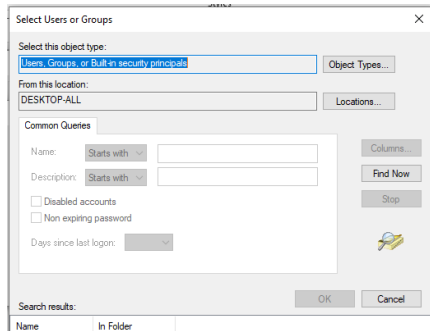 Select Users or Groups
Select this object type:
Users, Groups, or Built-in security principals
Object Types...
From this location:
DESKTOP-ALL
Locations...
Common Queries
Name:
Starts with
Columns...
Description:
Starts with
Find Now
Disabled accounts
Stop
Non expiring password
Days since last logon:
OK
Cancel
Search results:
Name
In Folder